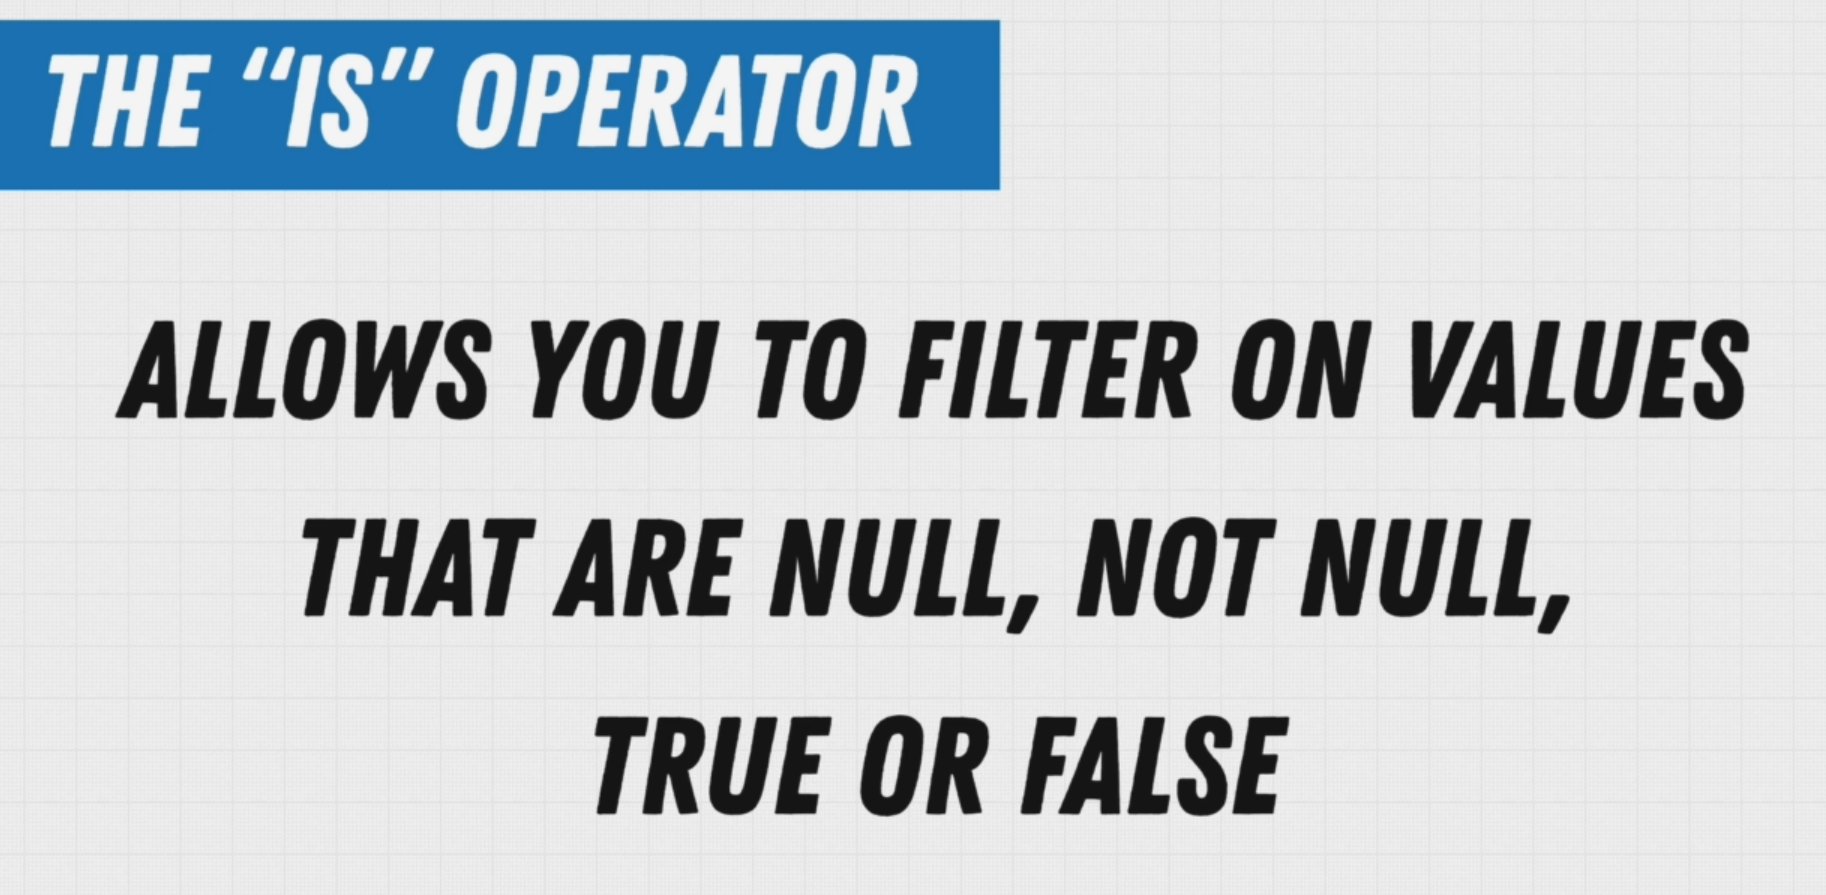 THE “IS” OPERATOR
ALLOWS YOU TO FILTER ON VALUES
THAT ARE NULL, NOT NULL,
TRUE OR FALSE